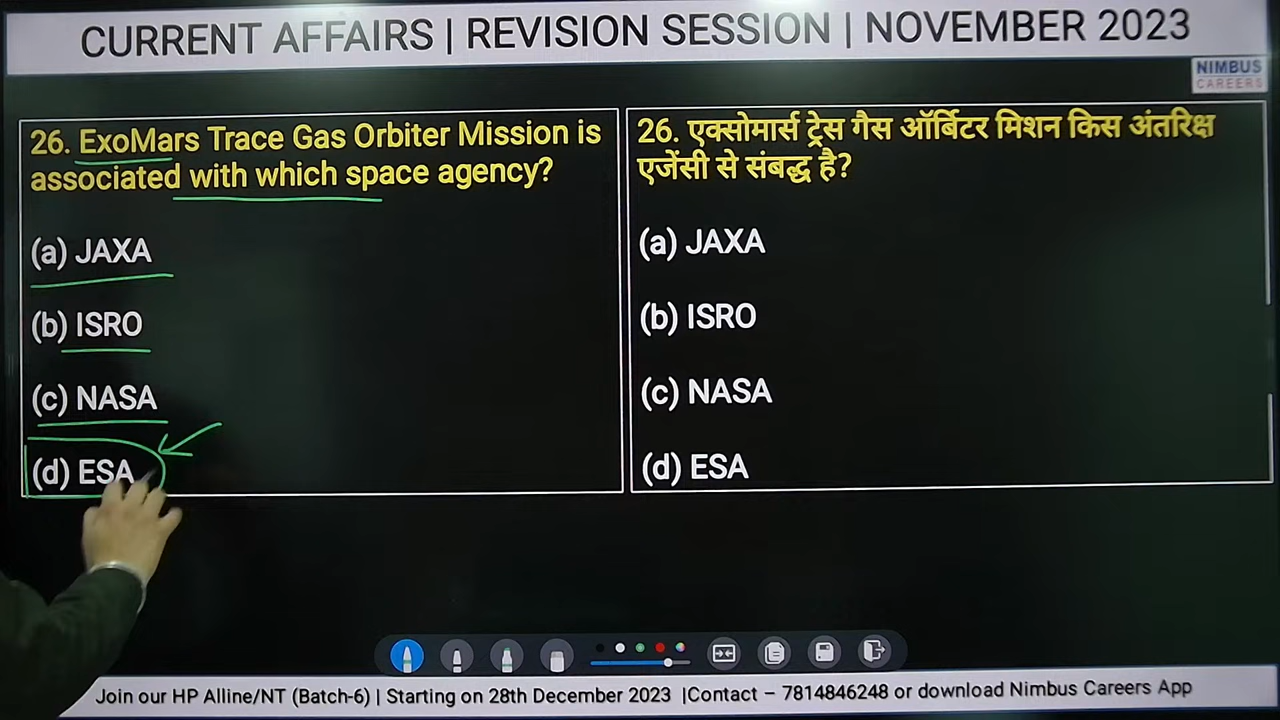 CURRENT AFFAIRS | REVISION SESSION | NOVEMBER 2023
NIMBUS
CAREERS
26. ExoMars Trace Gas Orbiter Mission is
associated with which space agency?
(a) JAXA
(b) ISRO
(c) NASA
(d) ESA
26. एक्सोमार्स ट्रेस गैस ऑर्बिटर मिशन किस अंतरिक्ष
एजेंसी से संबद्ध है?
(a) JAXA
(b) ISRO
(c) NASA
(d) ESA
Join our HP Alline/NT (Batch-6) | Starting on 28th December 2023 |Contact – 7814846248 or download Nimbus Careers App